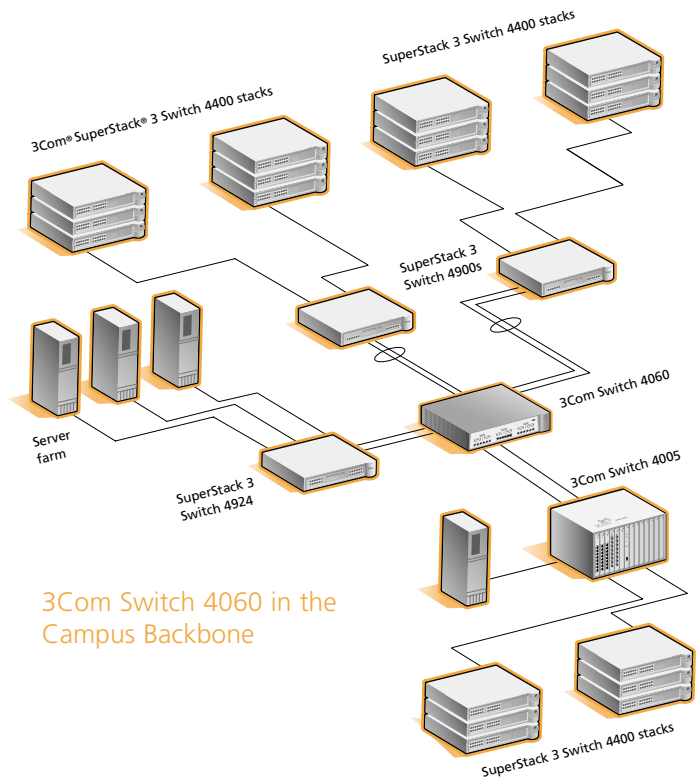 SuperStack 3 Switch 4400 stacks
3Com® SuperStack® 3 Switch 4400 stacks
SuperStack 3
Switch 4900s
3Com Switch 4060
Server
farm
SuperStack 3
Switch 4924
3Com Switch 4005
3Com Switch 4060 in the
Campus Backbone
SuperStack 3 Switch 4400 stacks